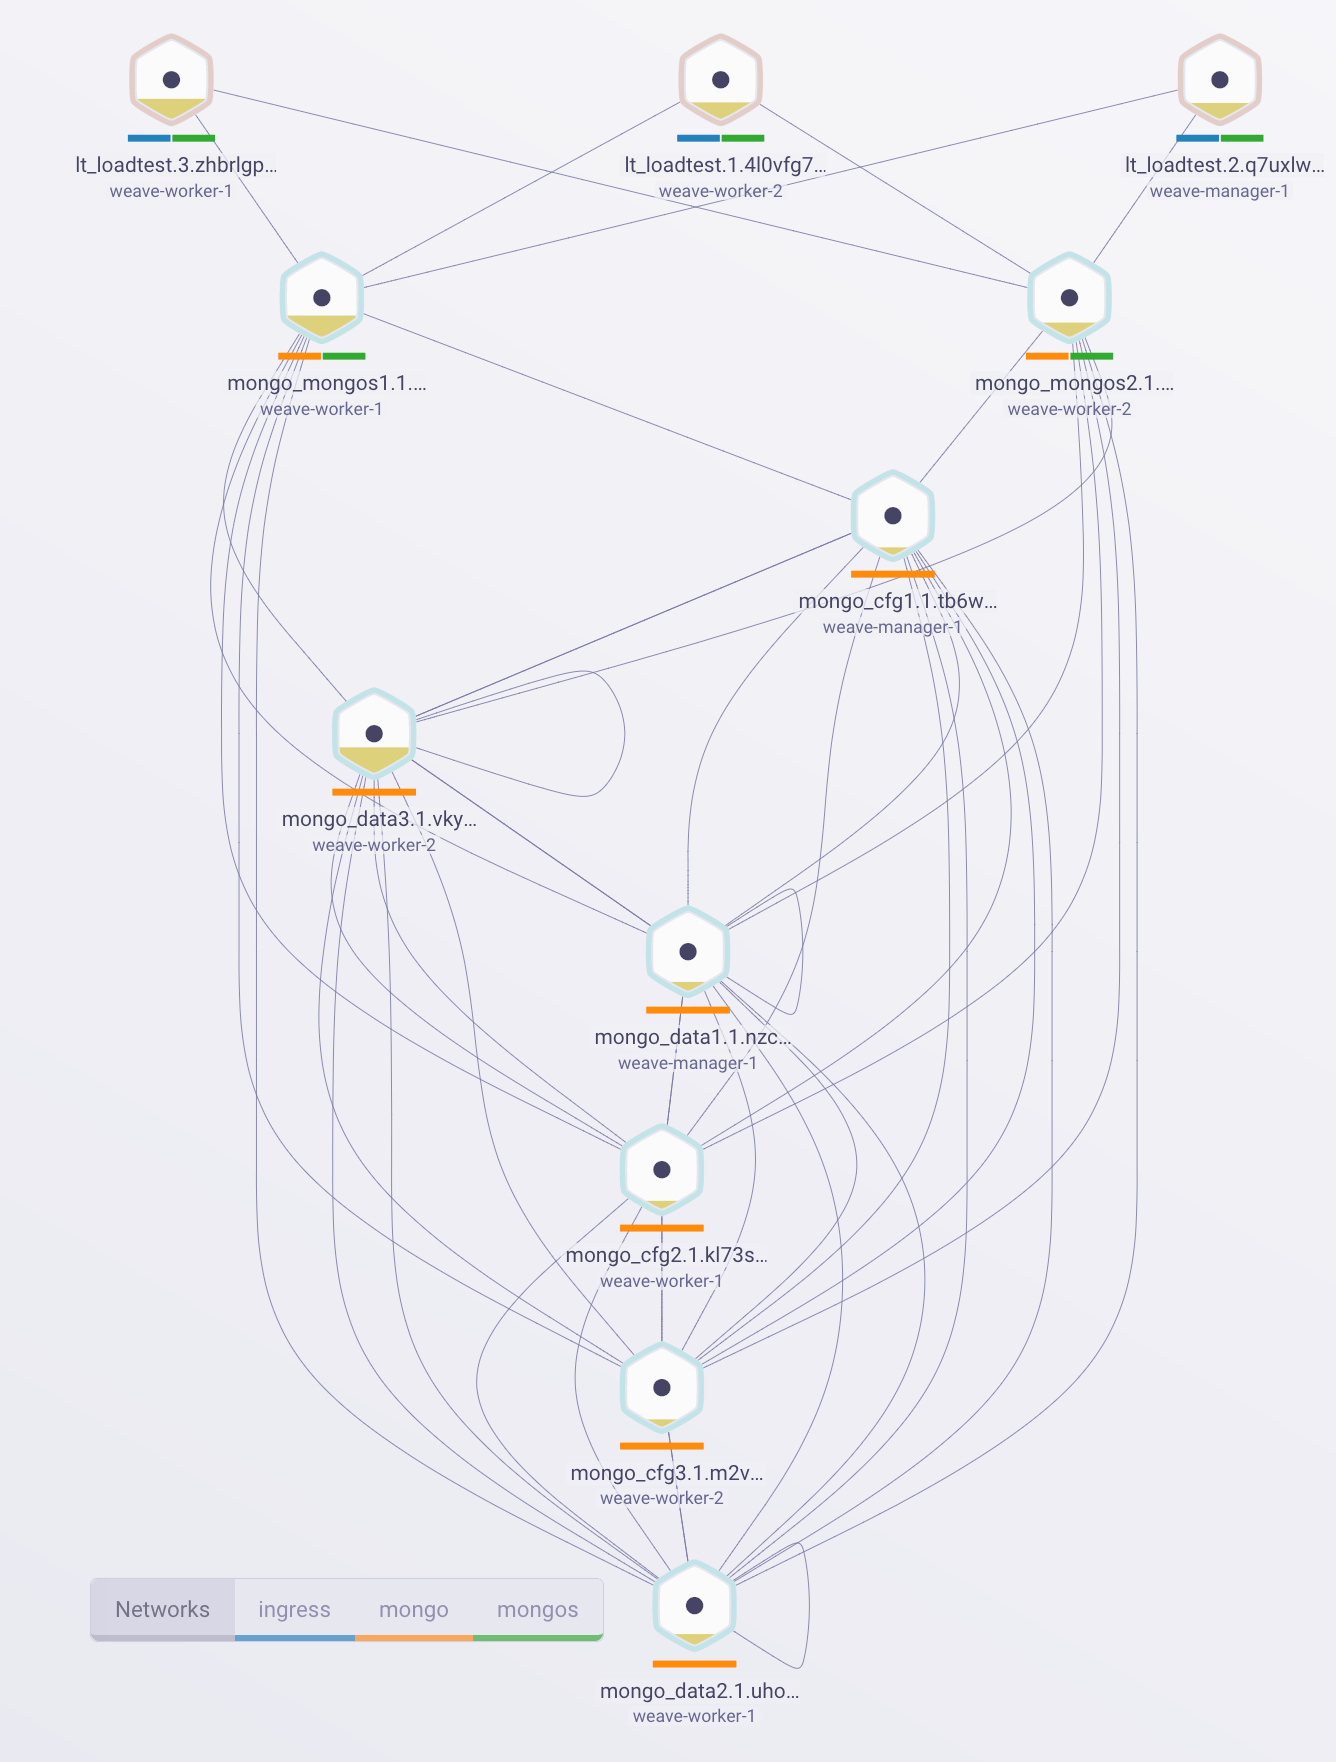 lt_loadtest.3.zhbrlgp...
weave-worker-1
lt_loadtest.1.4l0vfg7...
weave-worker-2
lt_loadtest.2.q7uxlw...
weave-manager-1
mongo_mongos1.1....
weave-worker-1
mongo_mongos2.1....
weave-worker-2
mongo_cfg1.1.tb6w...
weave-manager-1
mongo_data3.1.vky...
weave-worker-2
mongo_data1.1.nzc...
weave-manager-1
mongo_cfg2.1.kl73s...
weave-worker-1
mongo_cfg3.1.m2v...
weave-worker-2
Networks ingress mongo mongos
mongo_data2.1.uho...
weave-worker-1